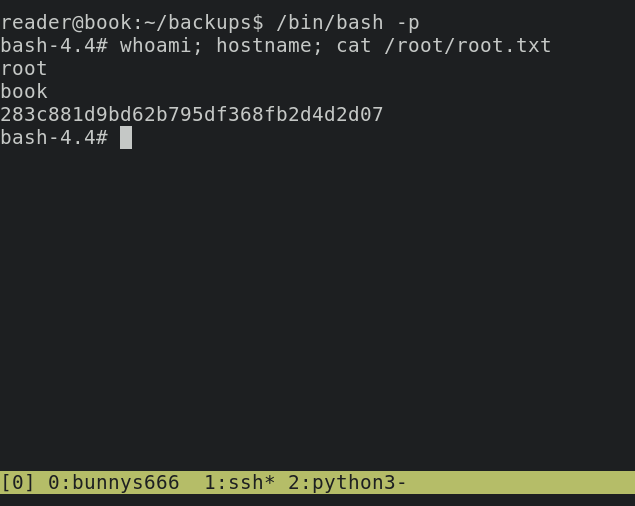 reader@book:~/backups$ /bin/bash -p
bash-4.4# whoami; hostname; cat /root/root.txt
root
book
283c881d9bd62b795df368fb2d4d2d07
bash-4.4#
[0] 0:bunnys666  1:ssh* 2:python3-